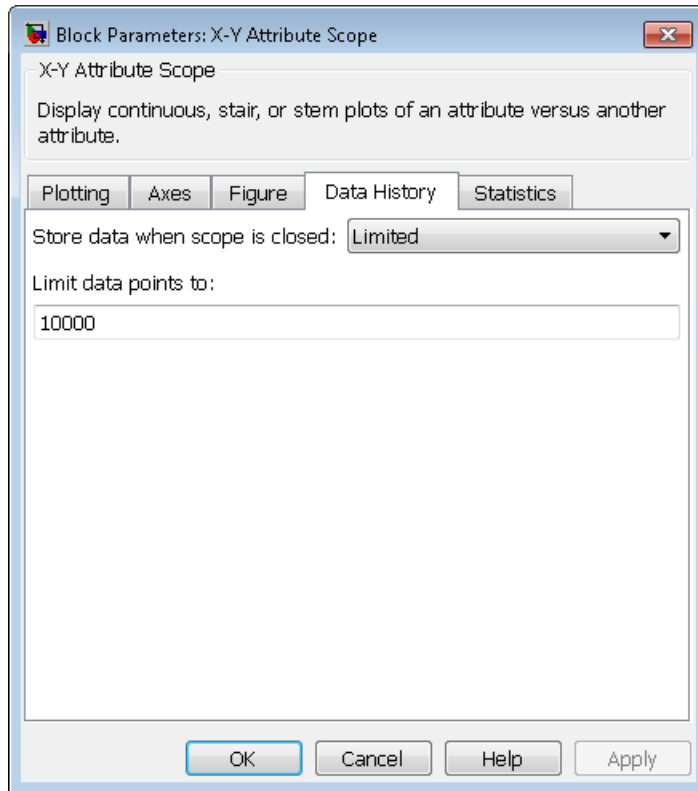 Block Parameters: X-Y Attribute Scope
X-Y Attribute Scope
Display continuous, stair, or stem plots of an attribute versus another
attribute.
Plotting Axes Figure Data History Statistics
Store data when scope is closed: Limited
Limit data points to:
10000
OK Cancel Help Apply